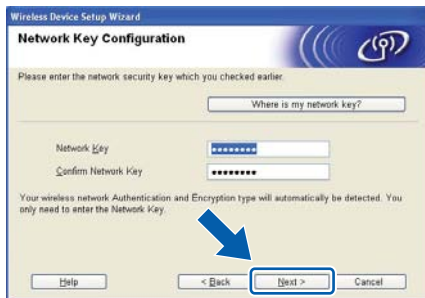 Wireless Device Setup Wizard
Network Key Configuration
Please enter the network security key which you checked earlier.
Where is my network key?
Network Key
Confirm Network Key
Your wireless network Authentication and Encryption type will automatically be detected. You
only need to enter the Network Key.
Help
< Back
Next >
Cancel